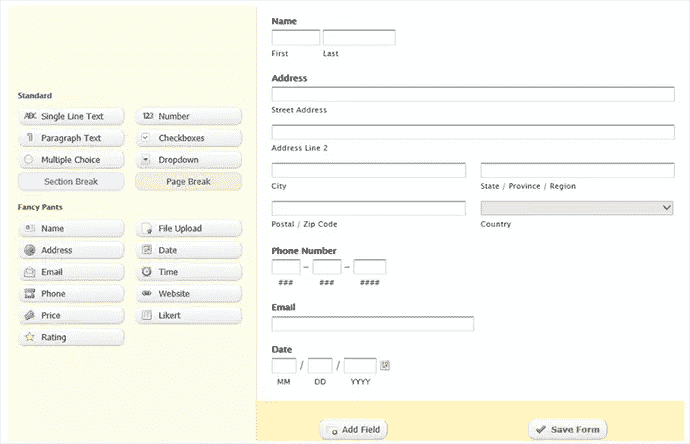 Standard
ABC Single Line Text
123 Number
Paragraph Text
Checkboxes
Multiple Choice
Dropdown
Section Break
Page Break
Fancy Pants
Name
File Upload
Address
Date
Email
Time
Phone
Website
Price
Likert
Rating
Name
First Last
Address
Street Address
Address Line 2
City State / Province / Region
Postal / Zip Code Country
Phone Number
– –
### ### ####
Email
Date
/ /
MM DD YYYY
Add Field Save Form